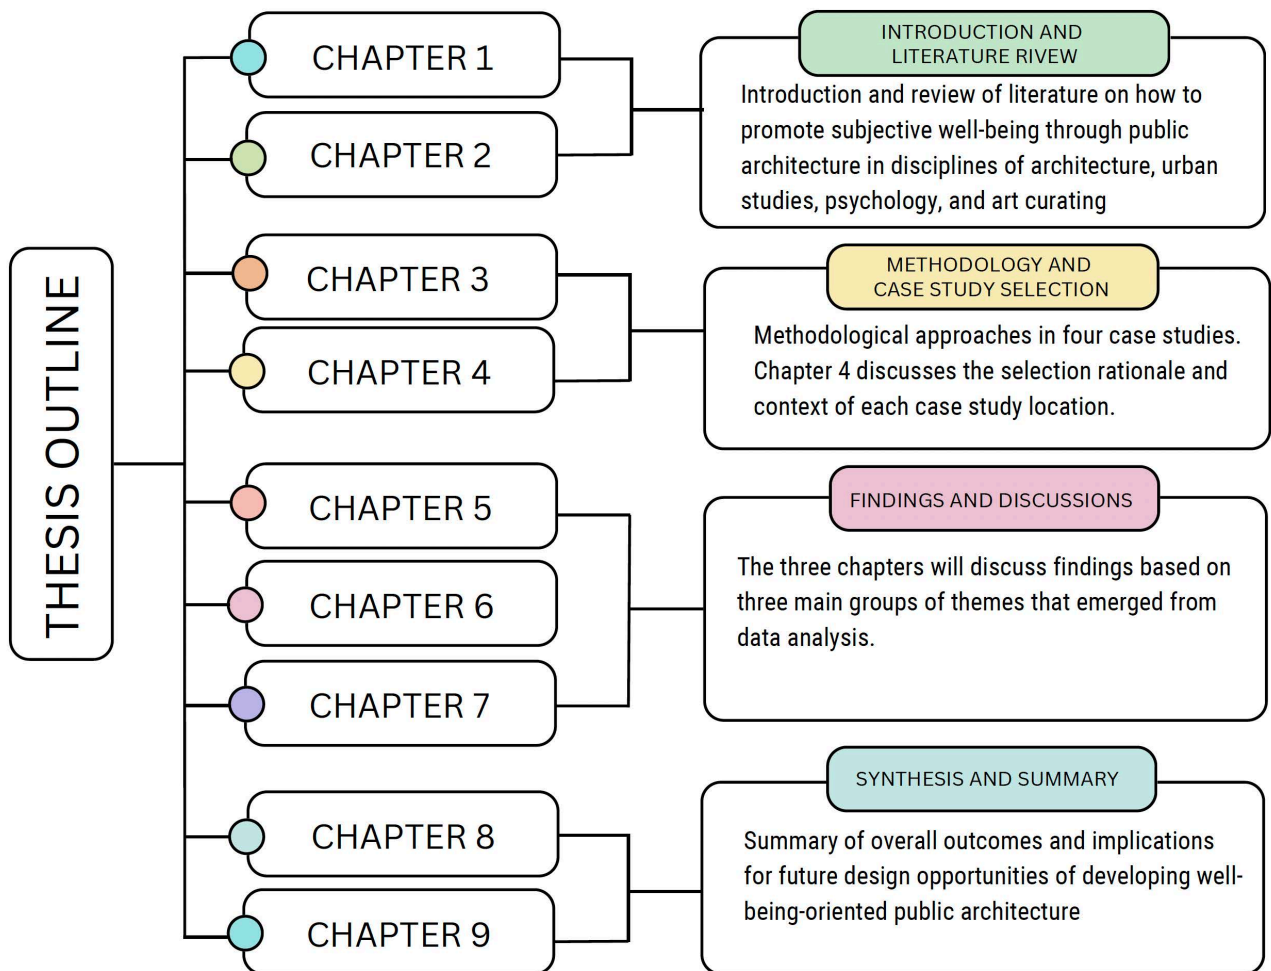 THESIS OUTLINE
CHAPTER 1
CHAPTER 2
INTRODUCTION AND
LITERATURE RIVEW
Introduction and review of literature on how to
promote subjective well-being through public
architecture in disciplines of architecture, urban
studies, psychology, and art curating
CHAPTER 3
CHAPTER 4
METHODOLOGY AND
CASE STUDY SELECTION
Methodological approaches in four case studies.
Chapter 4 discusses the selection rationale and
context of each case study location.
CHAPTER 5
CHAPTER 6
CHAPTER 7
FINDINGS AND DISCUSSIONS
The three chapters will discuss findings based on
three main groups of themes that emerged from
data analysis.
CHAPTER 8
CHAPTER 9
SYNTHESIS AND SUMMARY
Summary of overall outcomes and implications
for future design opportunities of developing well-
being-oriented public architecture